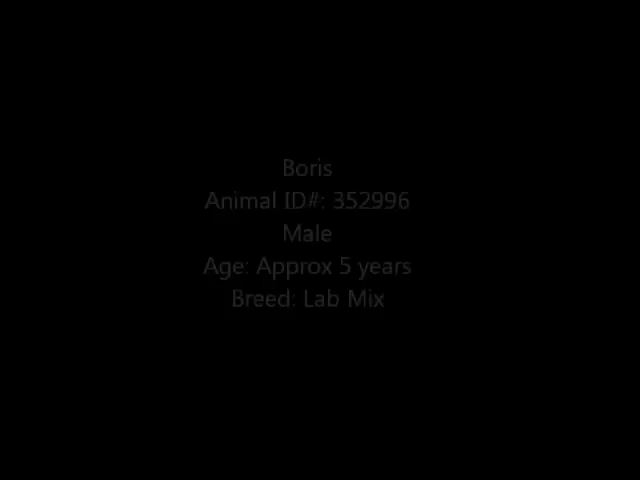 Boris
Animal ID#: 352996
Male
Age: Approx 5 years
Breed: Lab Mix